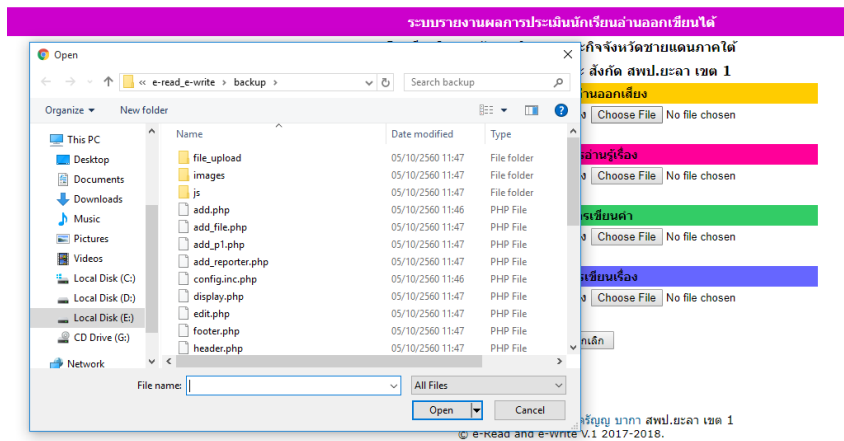 ระบบรายงานผลการประเมินนักเรียนอ่านออกเขียนได้
ะกิจจังหวัดชายแดนภาคใต้
สังกัด สพป.ยะลา เขต 1
Open
e-read_e-write › backup ›
Search backup
Organize
New folder
This PC
Desktop
Documents
Downloads
Music
Pictures
Videos
Local Disk (C:)
Local Disk (D:)
Local Disk (E:)
CD Drive (G:)
Network
Name Date modified Type
file_upload 05/10/2560 11:47 File folder
images 05/10/2560 11:47 File folder
js 05/10/2560 11:47 File folder
add.php 05/10/2560 11:46 PHP File
add_file.php 05/10/2560 11:47 PHP File
add_p1.php 05/10/2560 11:47 PHP File
add_reporter.php 05/10/2560 11:47 PHP File
config.inc.php 05/10/2560 11:46 PHP File
display.php 05/10/2560 11:47 PHP File
edit.php 05/10/2560 11:47 PHP File
footer.php 05/10/2560 11:47 PHP File
header.php 05/10/2560 11:47 PHP File
File name:
All Files
Open
Cancel
านออกเสียง
Choose File No file chosen
รอ่านรู้เรื่อง
Choose File No file chosen
รเขียนคำ
Choose File No file chosen
รเขียนเรื่อง
Choose File No file chosen
กเลิก
บากา สพป.ยะลา เขต 1
© e-Read and e-Write V.1 2017-2018.